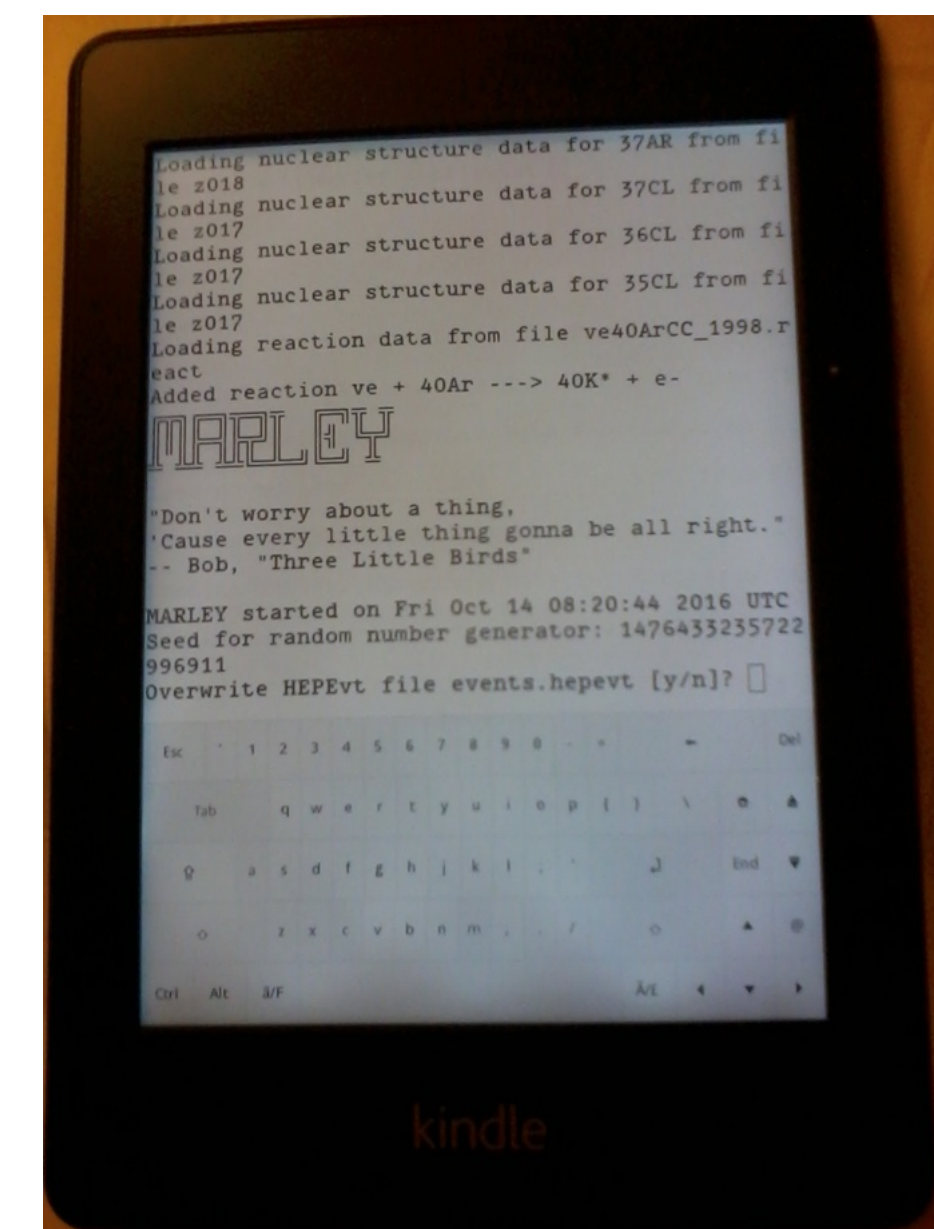 Loading nuclear structure data for 37AR from fi
le z018
Loading nuclear structure data for 37CL from fi
le z017
Loading nuclear structure data for 36CL from fi
le z017
Loading nuclear structure data for 35CL from fi
le z017
Loading reaction data from file ve40ArCC_1998.r
eact
Added reaction ve + 40Ar ---> 40K* + e-
MARLEY
"Don't worry about a thing,
'Cause every little thing gonna be all right."
-- Bob, "Three Little Birds"
MARLEY started on Fri Oct 14 08:20:44 2016 UTC
Seed for random number generator: 1476433235722
996911
Overwrite HEPEvt file events.hepevt [y/n]?
Esc 1 2 3 4 5 6 7 8 9 0 Del
Tab q w e r t y u i o p [ ] \
a s d f g h j k l ; ' End
z x c v b n m , . / @
Ctrl Alt ā/F Ā/E
kindle